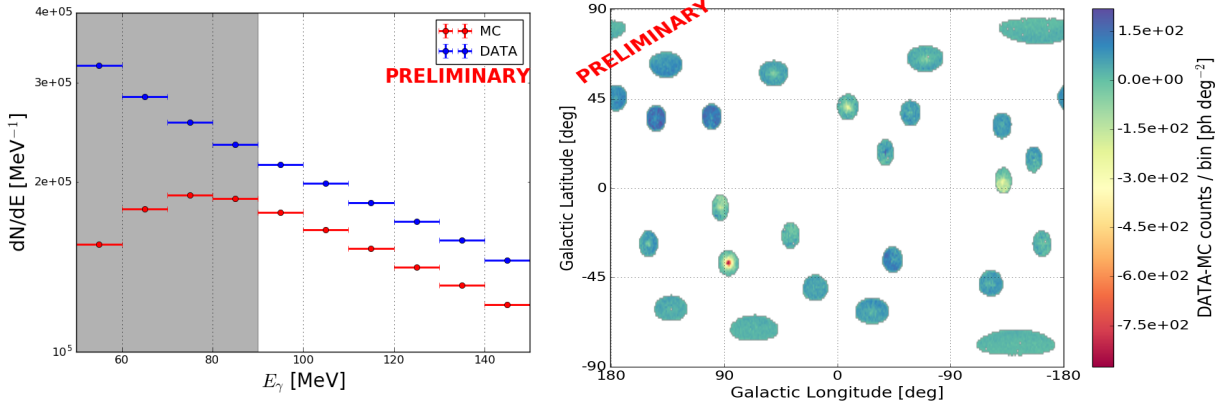 4e+05
3e+05
2e+05
10⁵
dN/dE [MeV⁻¹]
MC
DATA
PRELIMINARY
60
80
100
120
140
E_γ [MeV]
PRELIMINARY
90
45
0
-45
-90
Galactic Latitude [deg]
180
90
0
-90
-180
Galactic Longitude [deg]
1.5e+02
0.0e+00
-1.5e+02
-3.0e+02
-4.5e+02
-6.0e+02
-7.5e+02
DATA-MC counts / bin [ph deg⁻²]